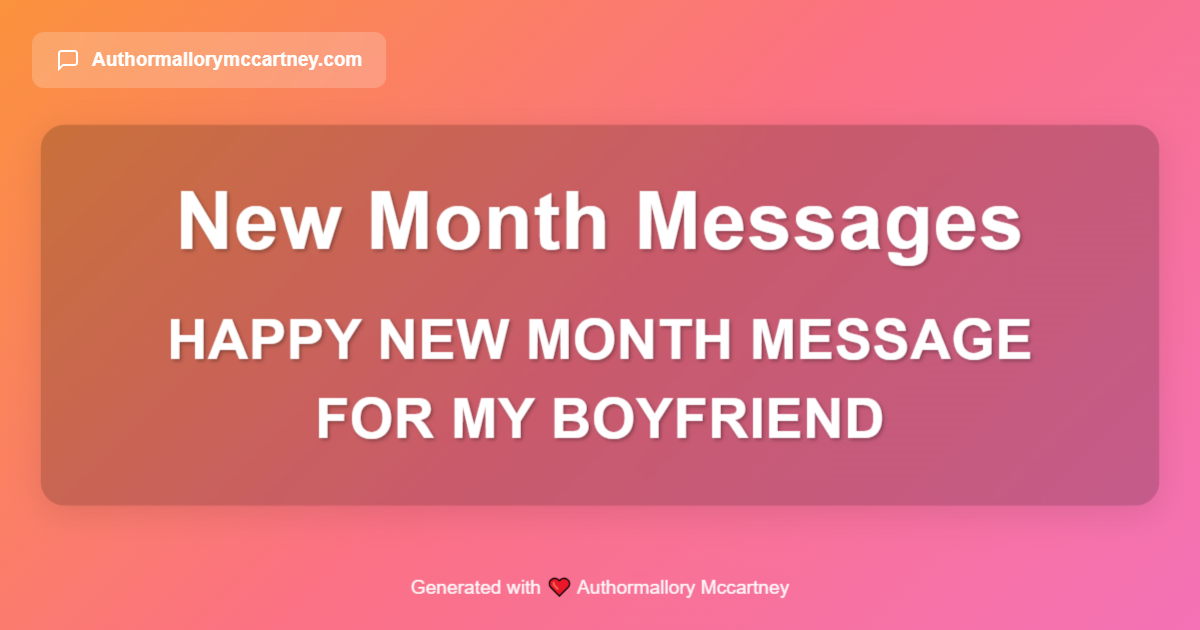 Authormallorymccartney.com
New Month Messages
HAPPY NEW MONTH MESSAGE
FOR MY BOYFRIEND
Generated with ❤️ Authormallory Mccartney